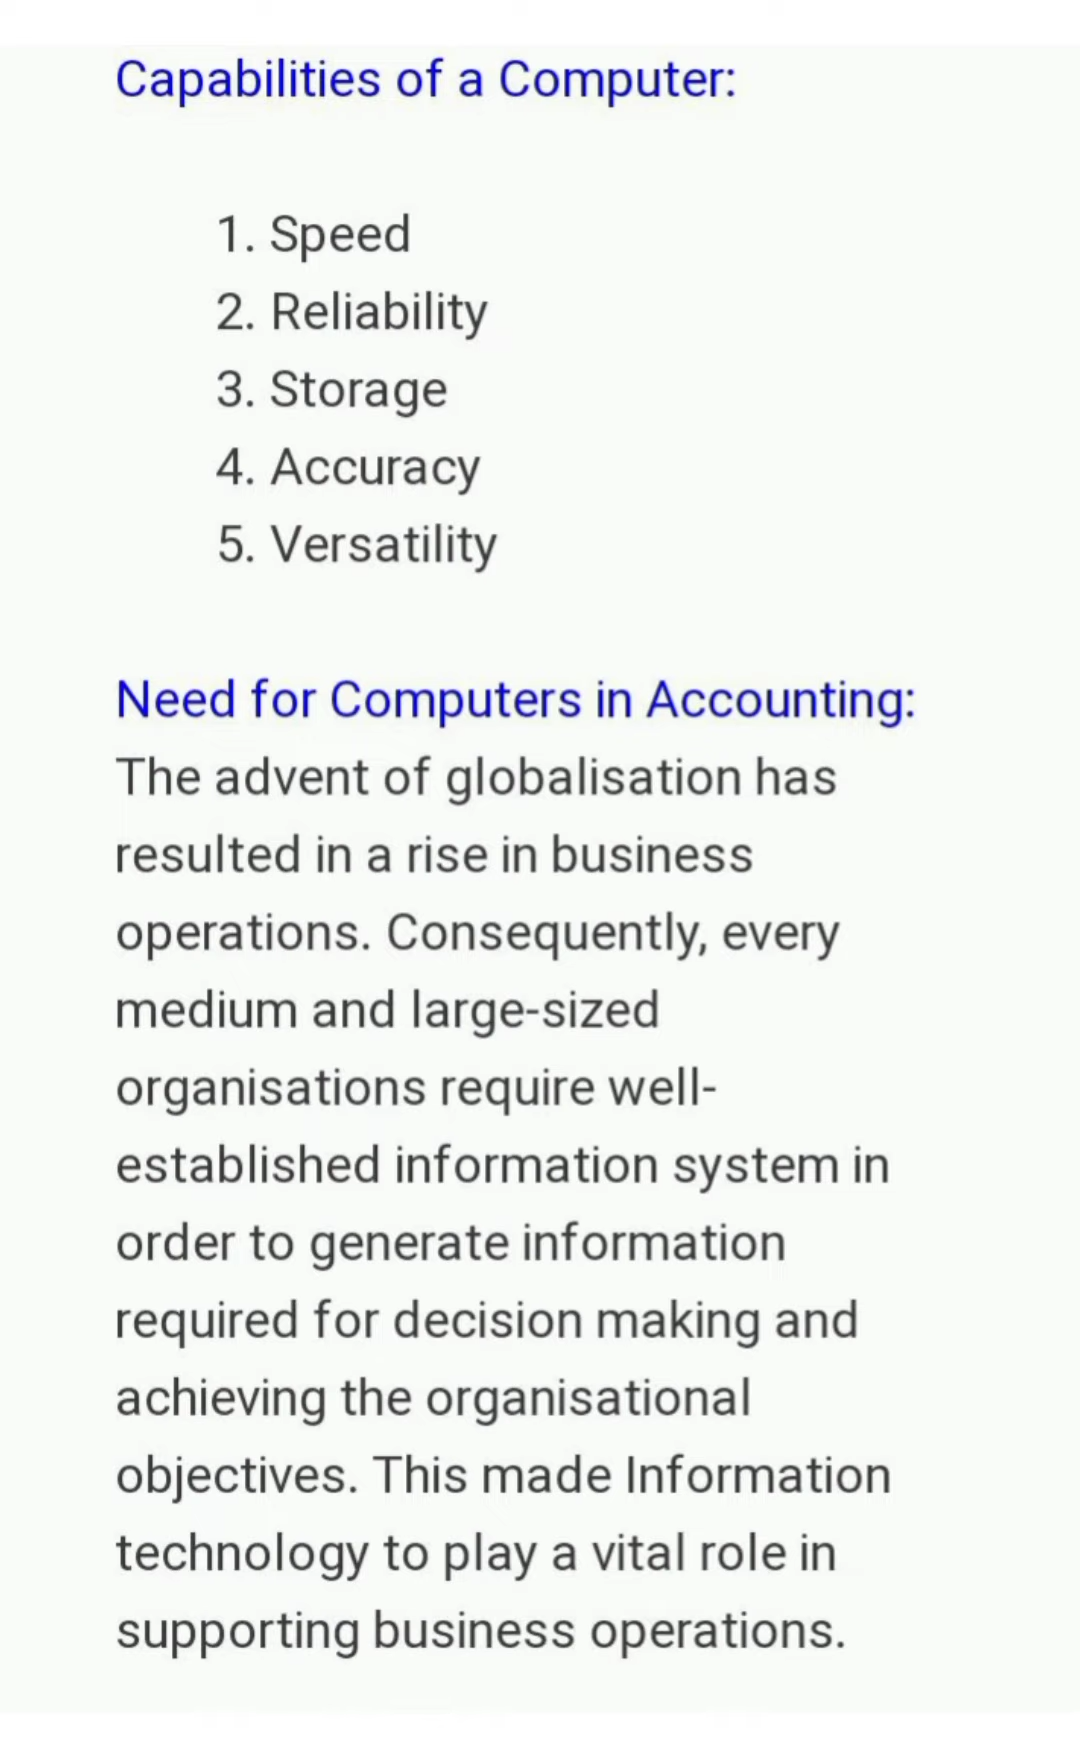 Capabilities of a Computer:
1. Speed
2. Reliability
3. Storage
4. Accuracy
5. Versatility
Need for Computers in Accounting:
The advent of globalisation has
resulted in a rise in business
operations. Consequently, every
medium and large-sized
organisations require well-
established information system in
order to generate information
required for decision making and
achieving the organisational
objectives. This made Information
technology to play a vital role in
supporting business operations.